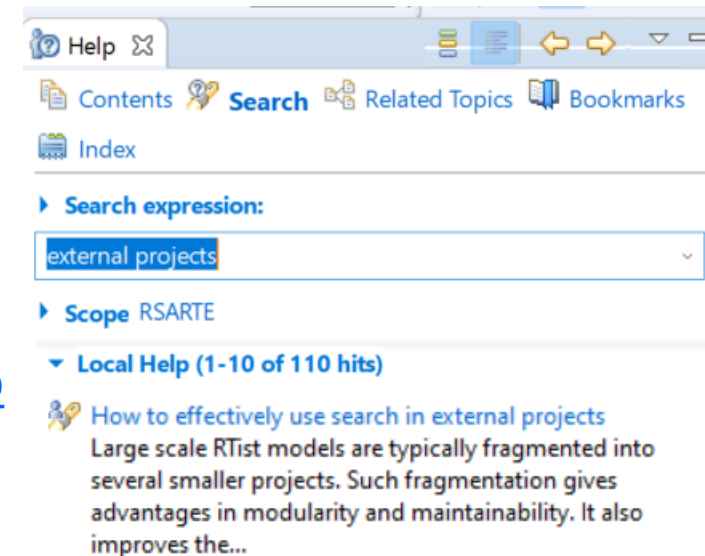 Help
Contents Search Related Topics Bookmarks
Index
Search expression:
external projects
Scope RSARTE
Local Help (1-10 of 110 hits)
How to effectively use search in external projects
Large scale RTist models are typically fragmented into
several smaller projects. Such fragmentation gives
advantages in modularity and maintainability. It also
improves the...